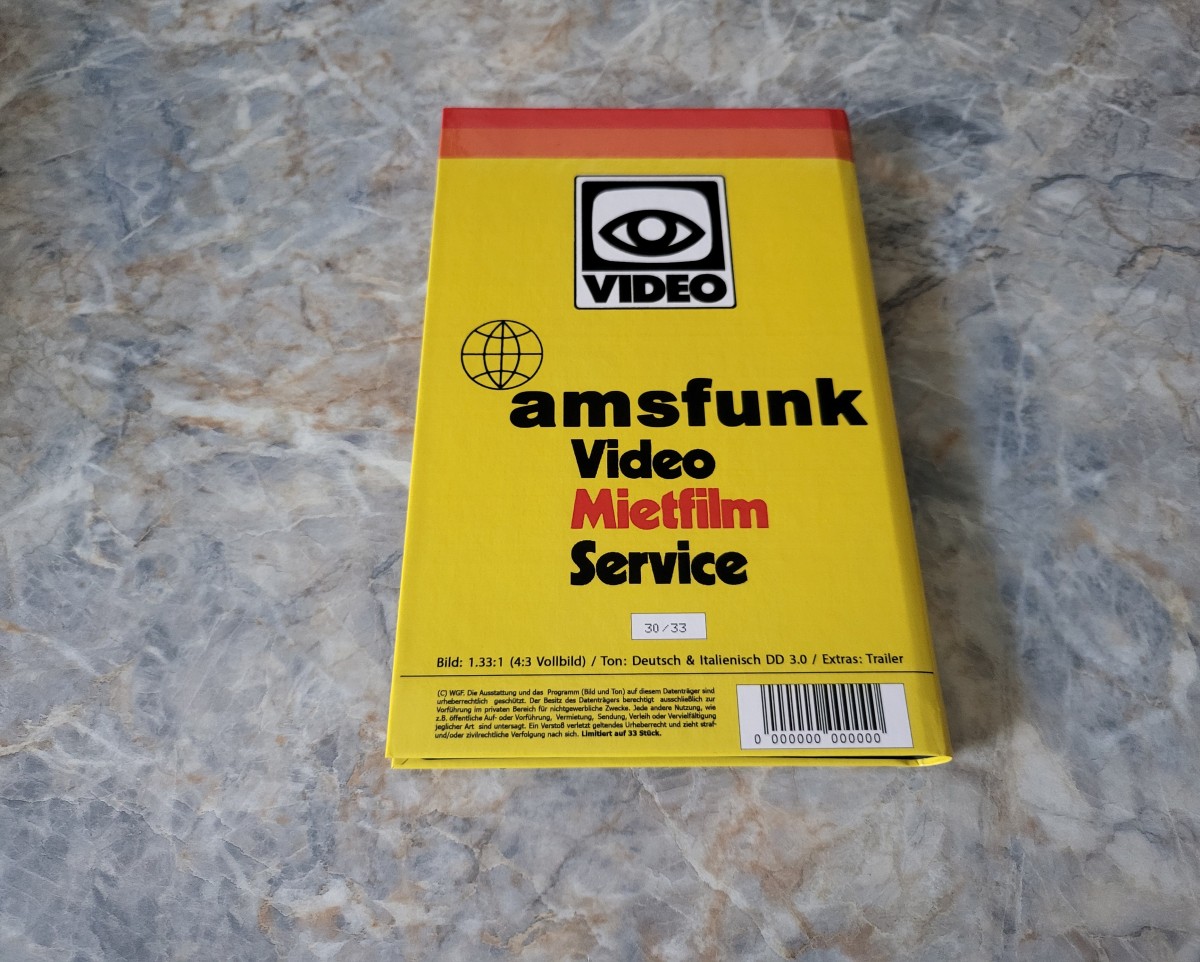 VIDEO
amsfunk
Video
Mietfilm
Service
30/33
Bild: 1.33:1 (4:3 Vollbild) / Ton: Deutsch & Italienisch DD 3.0 / Extras: Trailer
(C) WGF. Die Ausstattung und das Programm (Bild und Ton) auf diesem Datenträger sind
urheberrechtlich geschützt. Der Besitz des Datenträgers berechtigt ausschließlich zur
Vorführung im privaten Bereich für nichtgewerbliche Zwecke. Jede andere Nutzung, wie
z.B. öffentliche Auf- oder Vorführung, Vermietung, Sendung, Verleih oder Vervielfältigung
jeglicher Art sind untersagt. Ein Verstoß verletzt geltendes Urheberrecht und zieht straf-
und/oder zivilrechtliche Verfolgung nach sich. Limitiert auf 33 Stück.
0 000000 000000